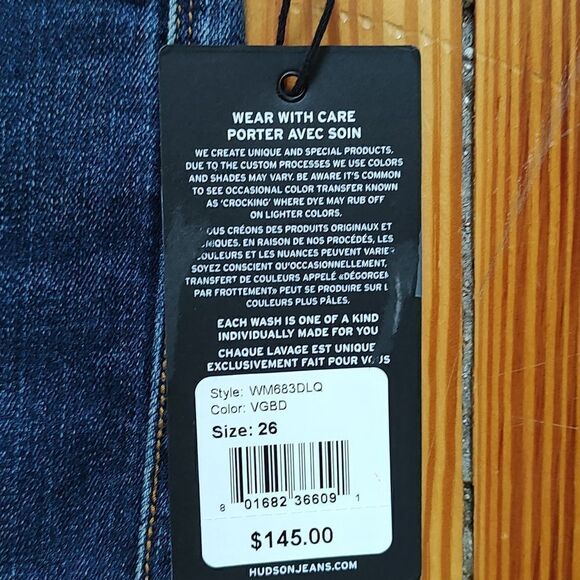 WEAR WITH CARE
PORTER AVEC SOIN
WE CREATE UNIQUE AND SPECIAL PRODUCTS.
DUE TO THE CUSTOM PROCESSES WE USE COLORS
AND SHADES MAY VARY. BE AWARE IT'S COMMON
TO SEE OCCASIONAL COLOR TRANSFER KNOWN
AS 'CROCKING' WHERE DYE MAY RUB OFF
ON LIGHTER COLORS.
OUS CRÉONS DES PRODUITS ORIGINAUX ET
IQUES. EN RAISON DE NOS PROCÉDÉS, LES
OULEURS ET LES NUANCES PEUVENT VARIE
SOYEZ CONSCIENT QU'OCCASIONNELLEMENT,
TRANSFERT DE COULEURS APPELÉ «DÉGORGE
PAR FROTTEMENT» PEUT SE PRODUIRE SUR
COULEURS PLUS PÂLES.
EACH WASH IS ONE OF A KIND
INDIVIDUALLY MADE FOR YOU
CHAQUE LAVAGE EST UNIQUE
EXCLUSIVEMENT FAIT POUR VOUS
Style: WM683DLQ
Color: VGBD
Size: 26
8 01682 36609 1
$145.00
HUDSONJEANS.COM